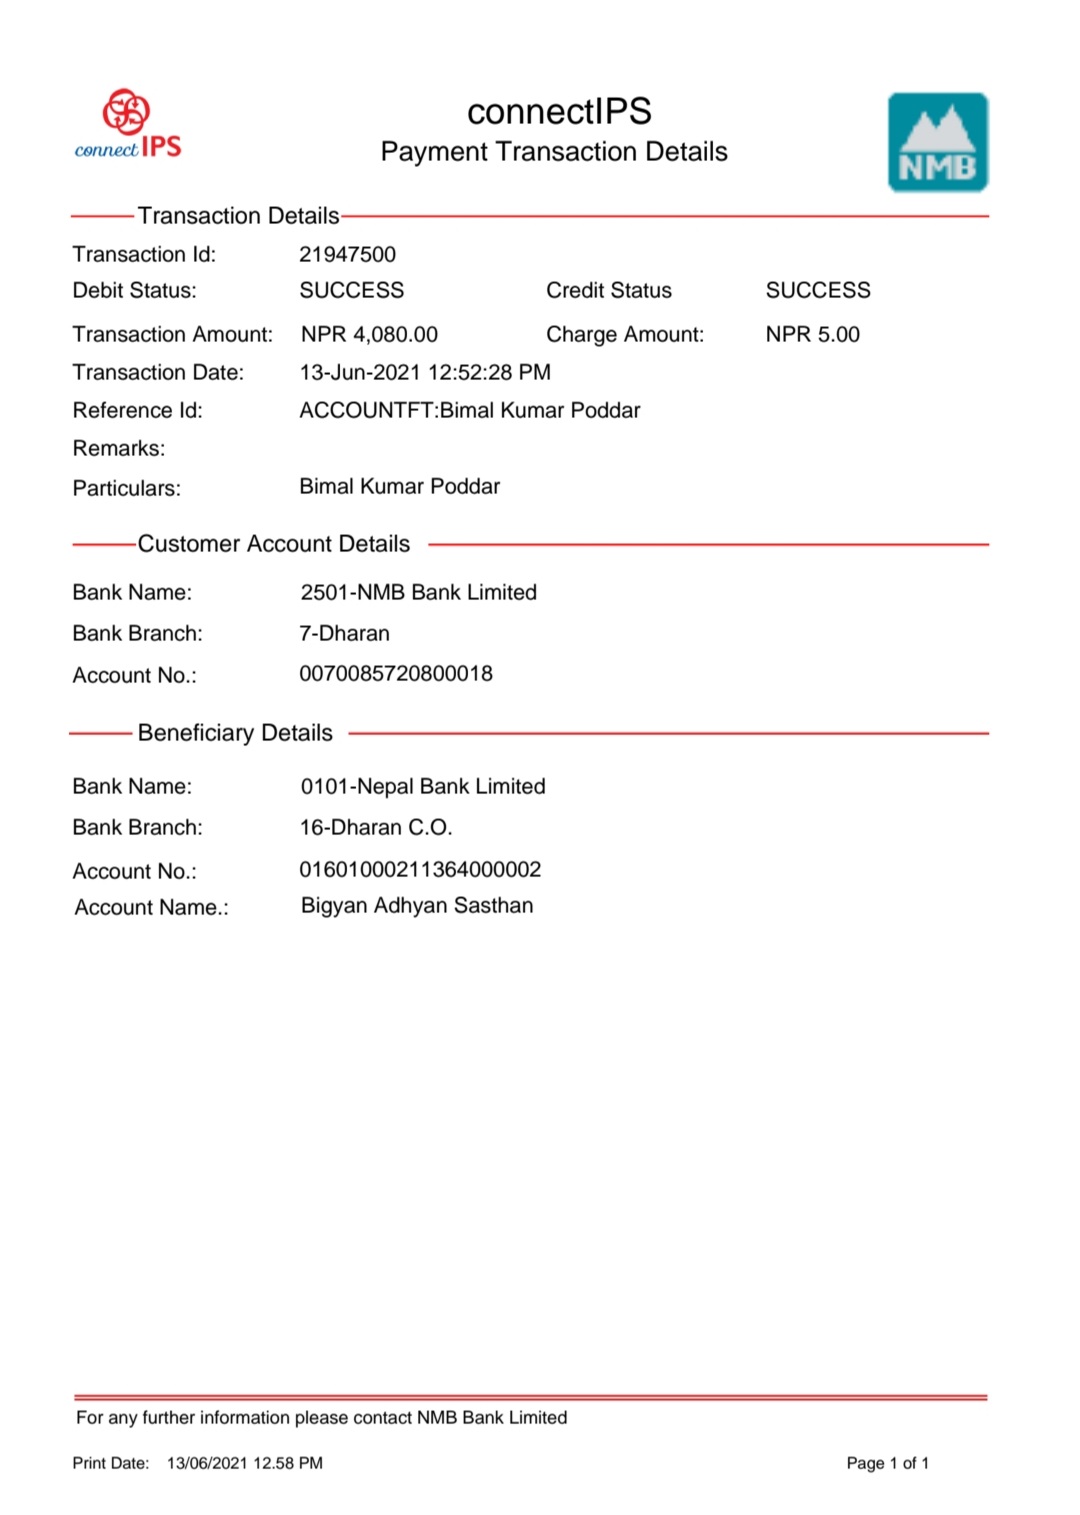 connectIPS
connectIPS
Payment Transaction Details
NMB
Transaction Details
Transaction Id: 21947500
Debit Status: SUCCESS Credit Status SUCCESS
Transaction Amount: NPR 4,080.00 Charge Amount: NPR 5.00
Transaction Date: 13-Jun-2021 12:52:28 PM
Reference Id: ACCOUNTFT:Bimal Kumar Poddar
Remarks:
Particulars: Bimal Kumar Poddar
Customer Account Details
Bank Name: 2501-NMB Bank Limited
Bank Branch: 7-Dharan
Account No.: 0070085720800018
Beneficiary Details
Bank Name: 0101-Nepal Bank Limited
Bank Branch: 16-Dharan C.O.
Account No.: 01601000211364000002
Account Name.: Bigyan Adhyan Sasthan
For any further information please contact NMB Bank Limited
Print Date: 13/06/2021 12.58 PM Page 1 of 1